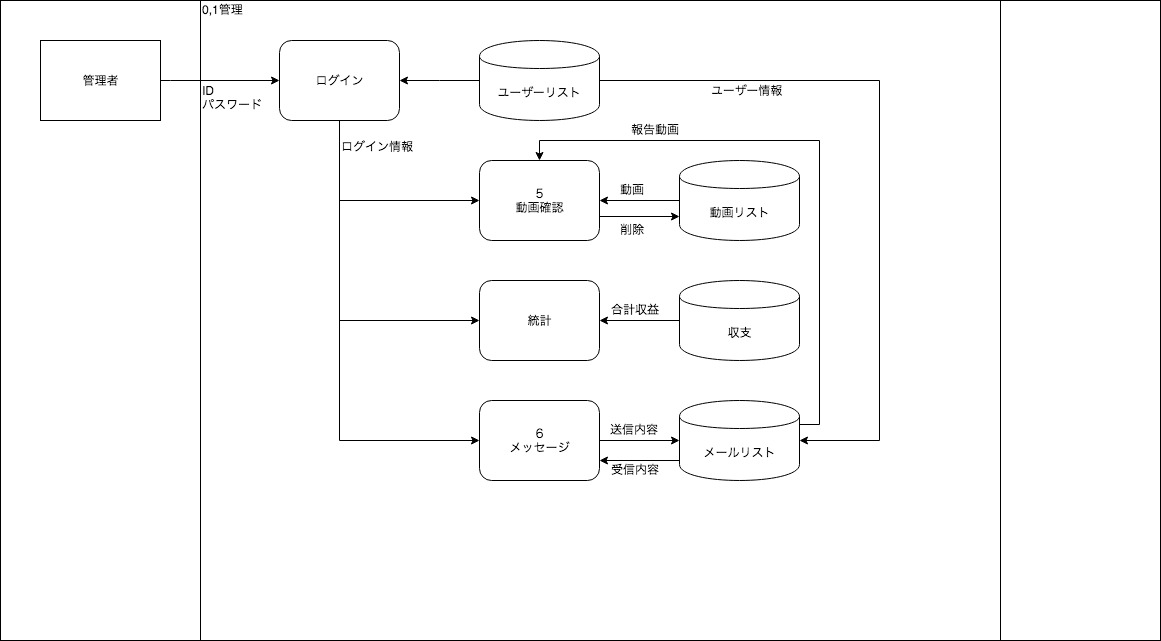 0,1管理
管理者
ID
パスワード
ログイン
ユーザーリスト
ユーザー情報
ログイン情報
報告動画
5
動画確認
動画
削除
動画リスト
統計
合計収益
収支
6
メッセージ
送信内容
受信内容
メールリスト